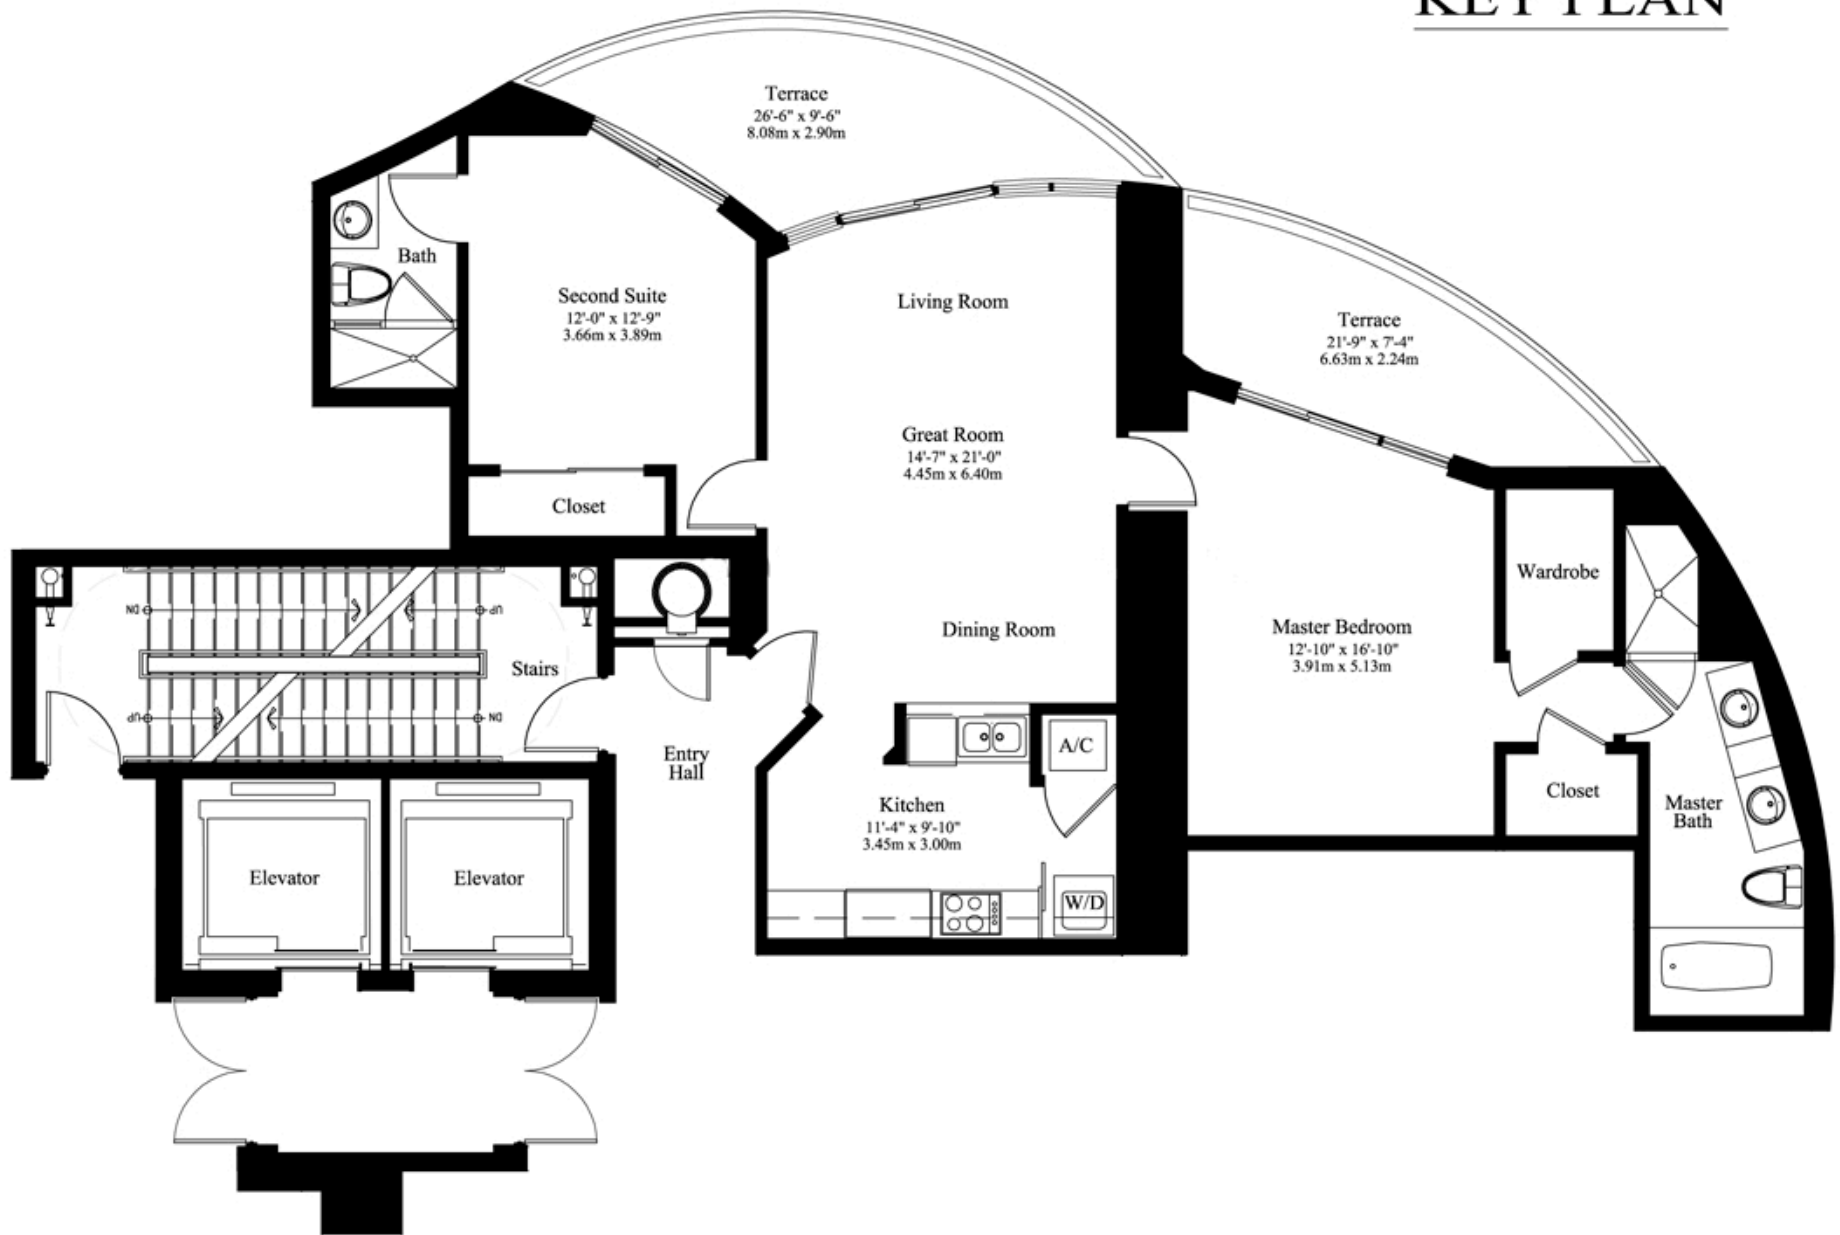 KEY PLAN
Terrace
26'-6" x 9'-6"
8.08m x 2.90m
Bath
Second Suite
12'-0" x 12'-9"
3.66m x 3.89m
Living Room
Terrace
21'-9" x 7'-4"
6.63m x 2.24m
Great Room
14'-7" x 21'-0"
4.45m x 6.40m
Closet
Wardrobe
DN
UP
Stairs
Dining Room
Master Bedroom
12'-10" x 16'-10"
3.91m x 5.13m
UP
DN
Entry
Hall
A/C
Kitchen
11'-4" x 9'-10"
3.45m x 3.00m
Closet
Master
Bath
Elevator
Elevator
W/D